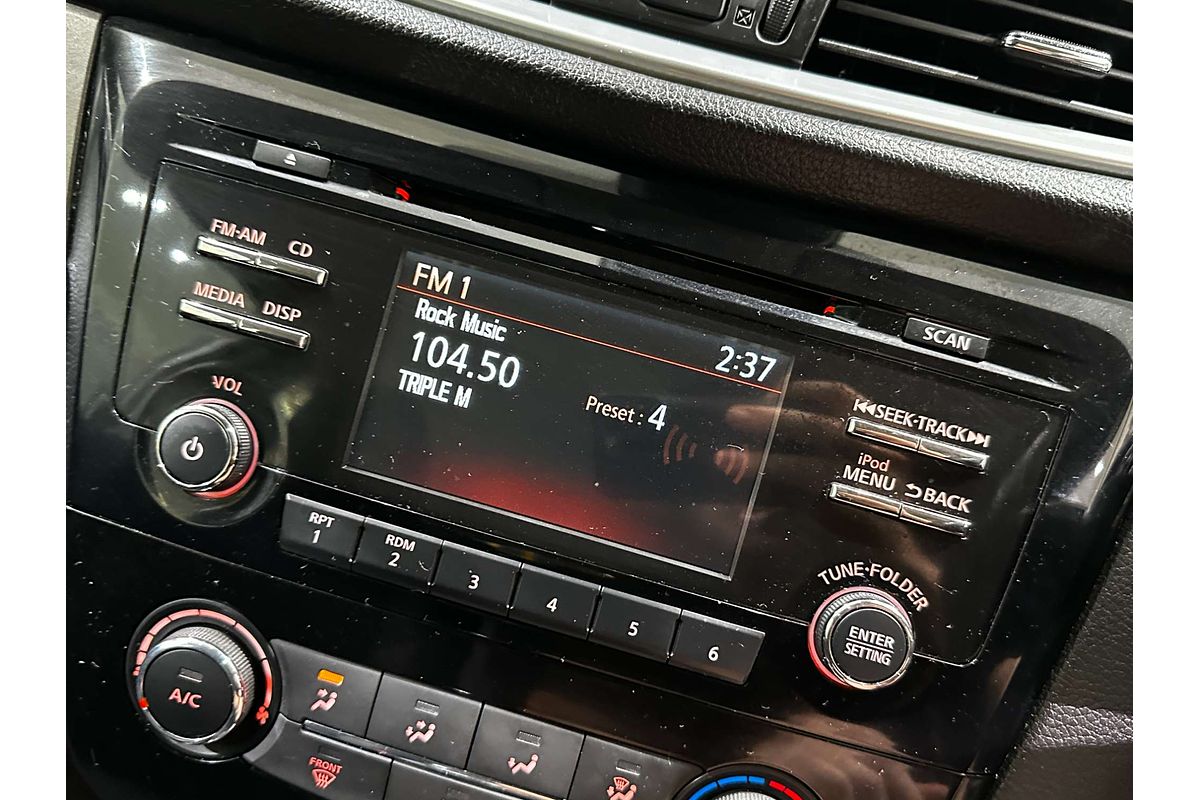 FM·AM CD
MEDIA DISP
VOL
FM 1
2:37
Rock Music
104.50
TRIPLE M
Preset : 4
SCAN
SEEK·TRACK
iPod
MENU BACK
TUNE·FOLDER
ENTER
SETTING
RPT
1
RDM
2
3
4
5
6
A/C
FRONT